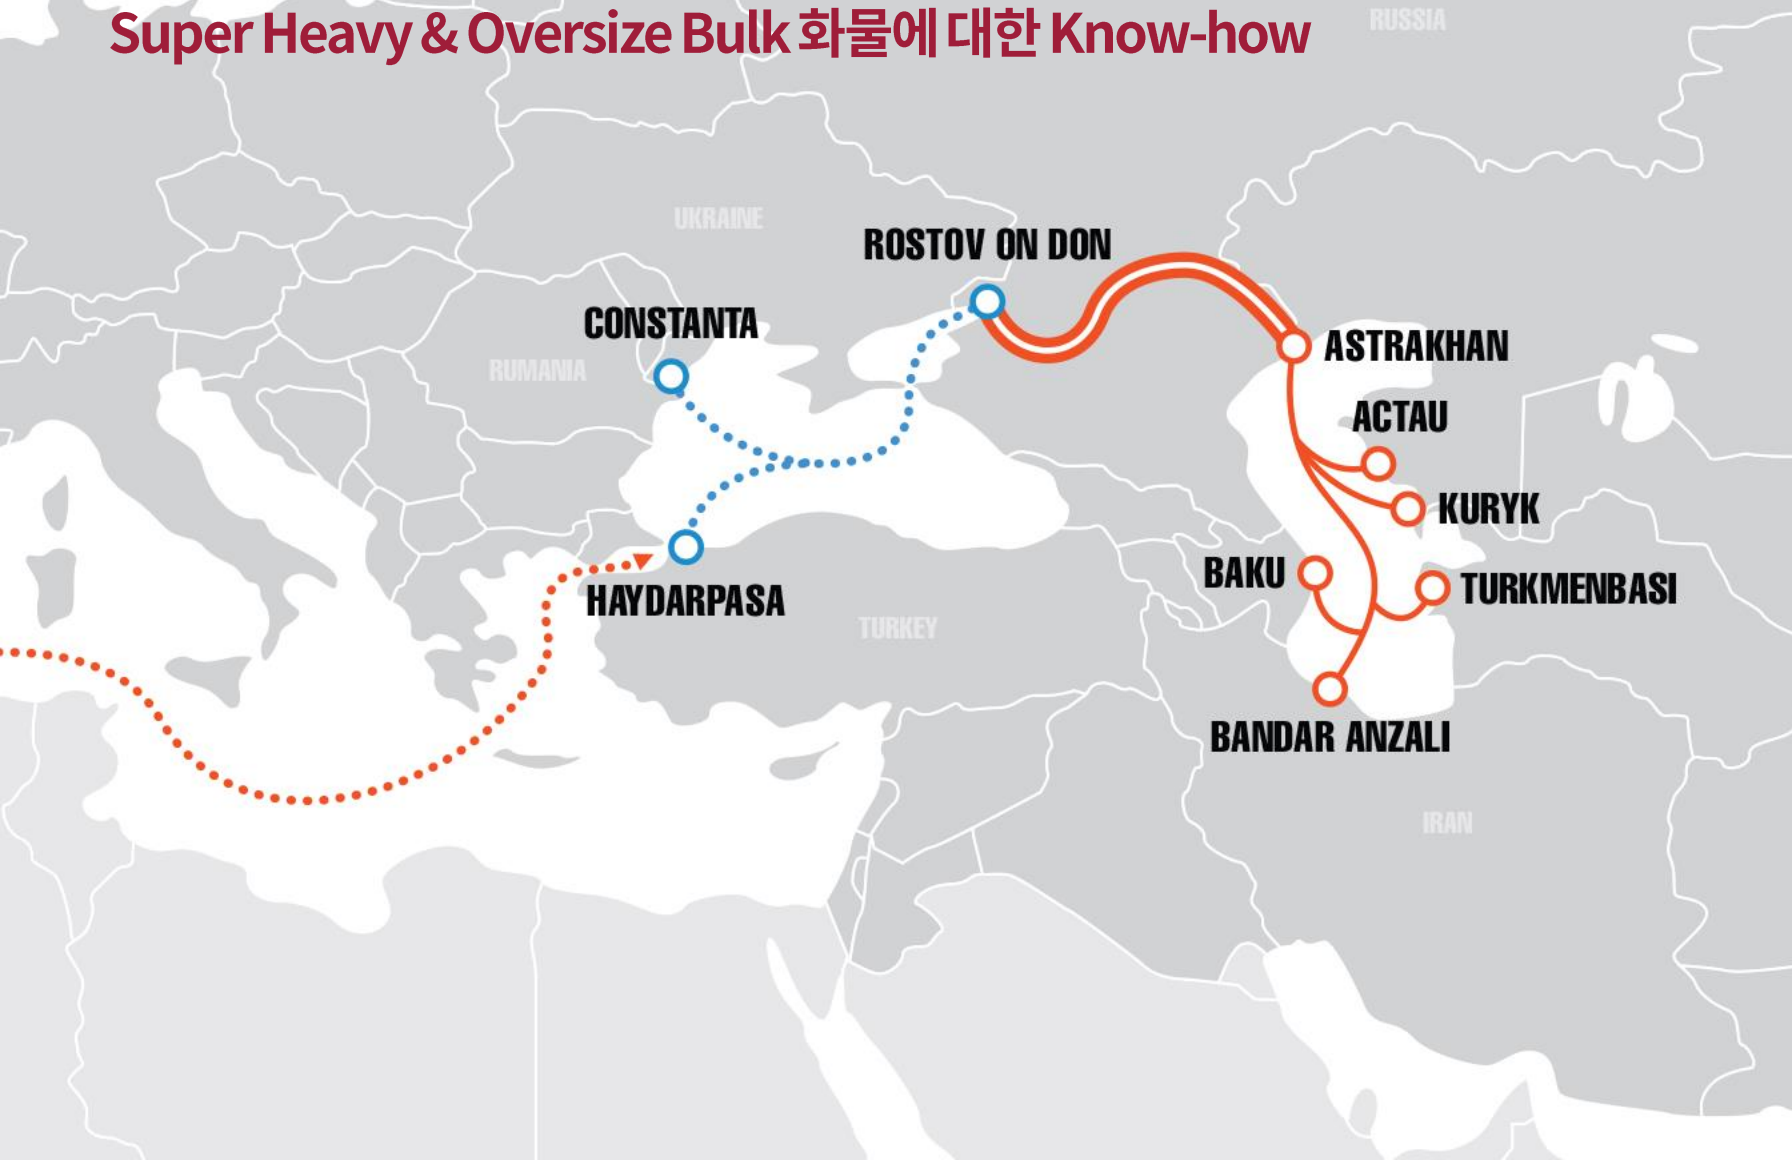 Super Heavy & Oversize Bulk 화물에 대한 Know-how
RUSSIA
UKRAINE
ROSTOV ON DON
CONSTANTA
ASTRAKHAN
RUMANIA
ACTAU
KURYK
BAKU
TURKMENBASI
HAYDARPASA
TURKEY
BANDAR ANZALI
IRAN